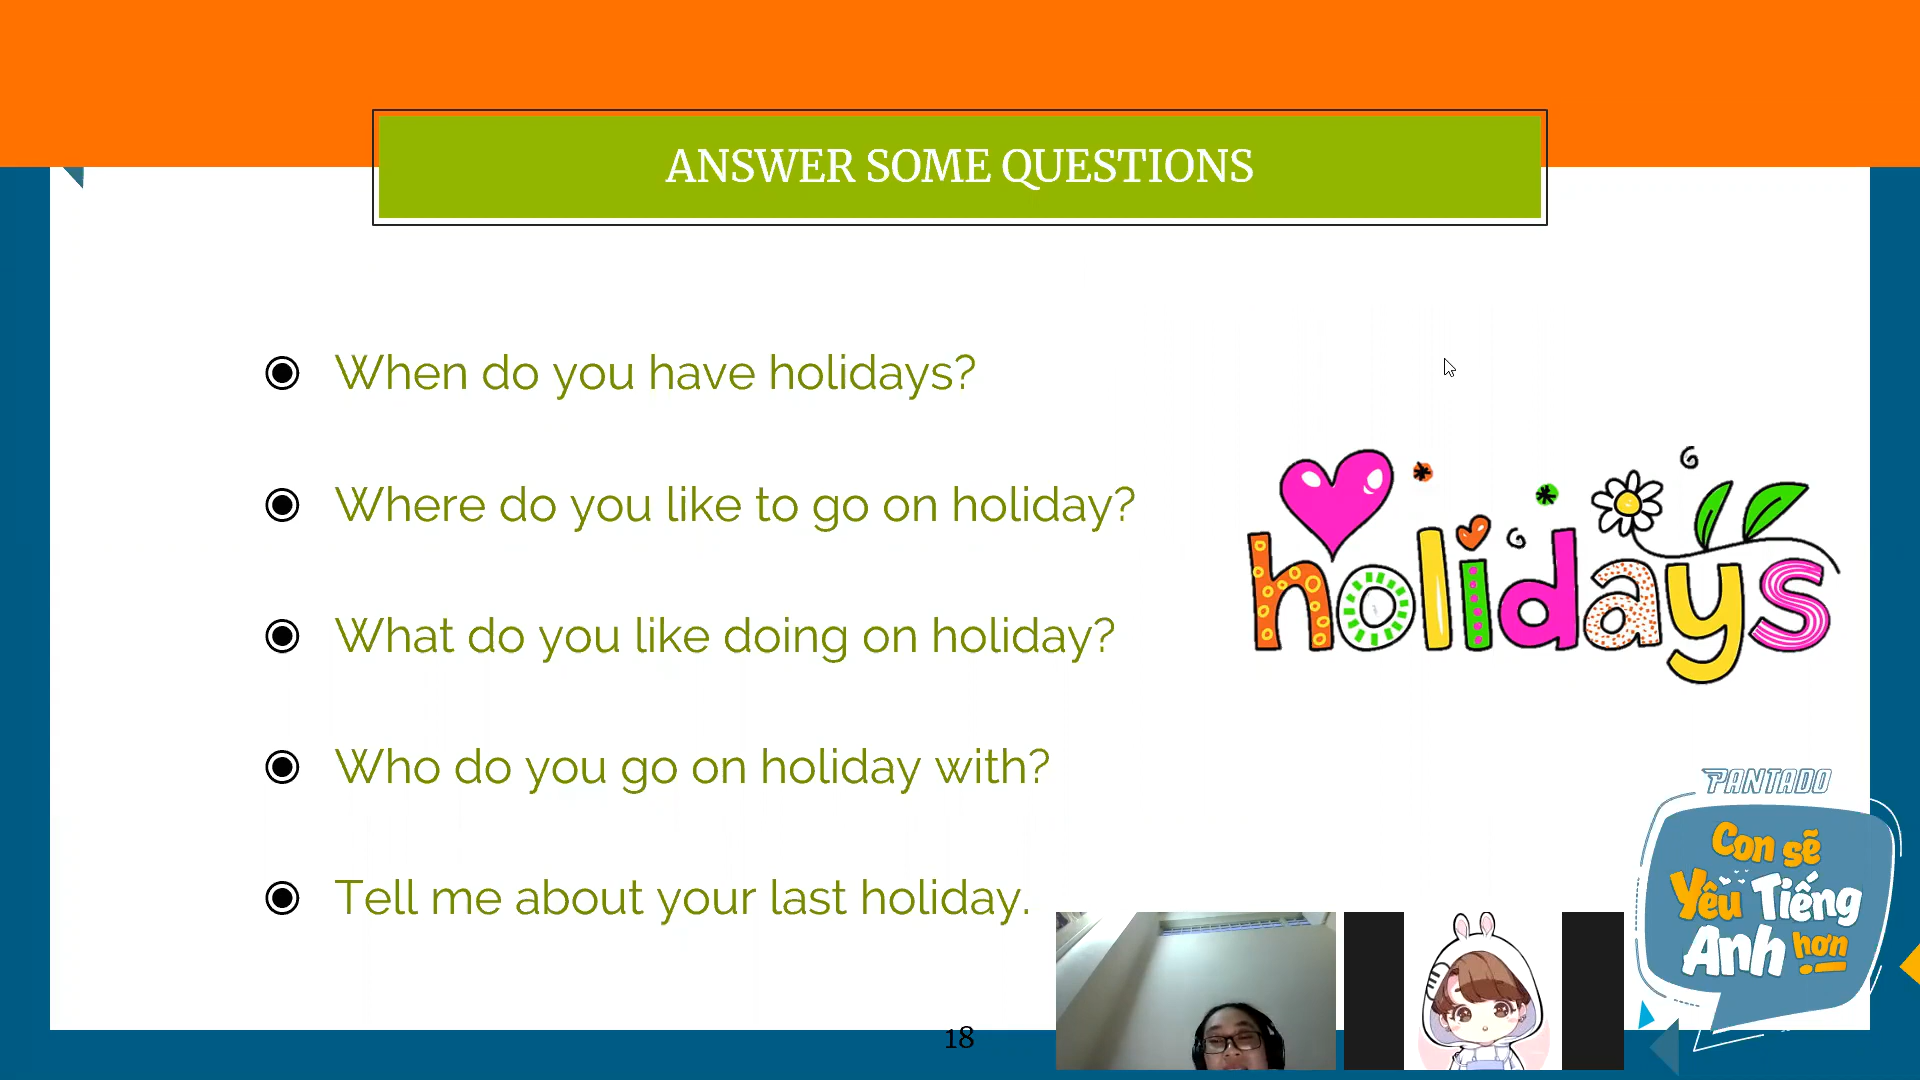 ANSWER SOME QUESTIONS
When do you have holidays?
Where do you like to go on holiday?
What do you like doing on holiday?
Who do you go on holiday with?
Tell me about your last holiday.
holidays
PANTADO
Con sẽ
Yêu Tiếng
Anh hơn
18